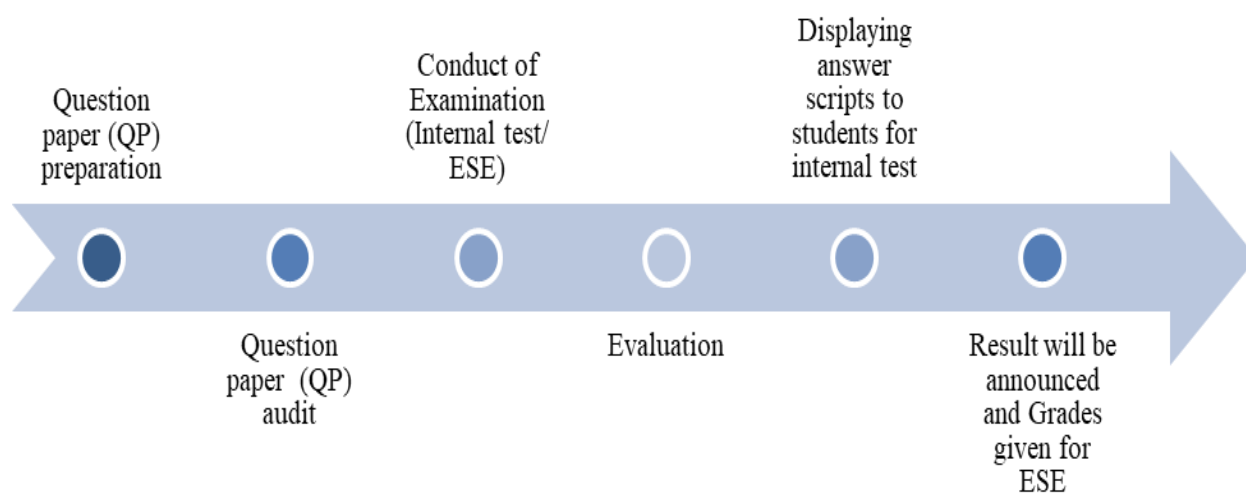 Question
paper (QP)
preparation
Question
paper (QP)
audit
Conduct of
Examination
(Internal test/
ESE)
Evaluation
Displaying
answer
scripts to
students for
internal test
Result will be
announced
and Grades
given for
ESE